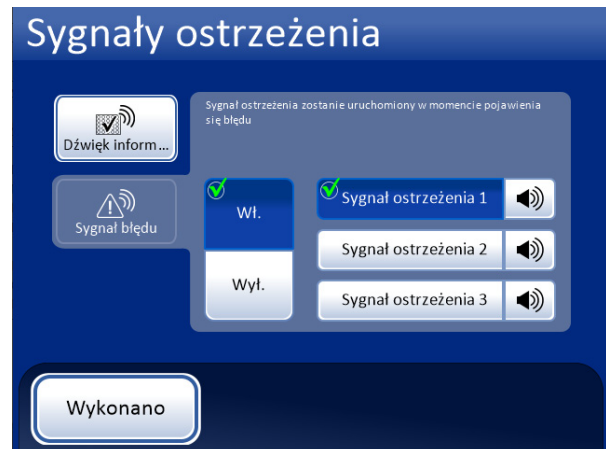 Sygnały ostrzeżenia
Dźwięk inform...
Sygnał ostrzeżenia zostanie uruchomiony w momencie pojawienia
się błędu
Sygnał błędu
Wł.
Wył.
Sygnał ostrzeżenia 1
Sygnał ostrzeżenia 2
Sygnał ostrzeżenia 3
Wykonano